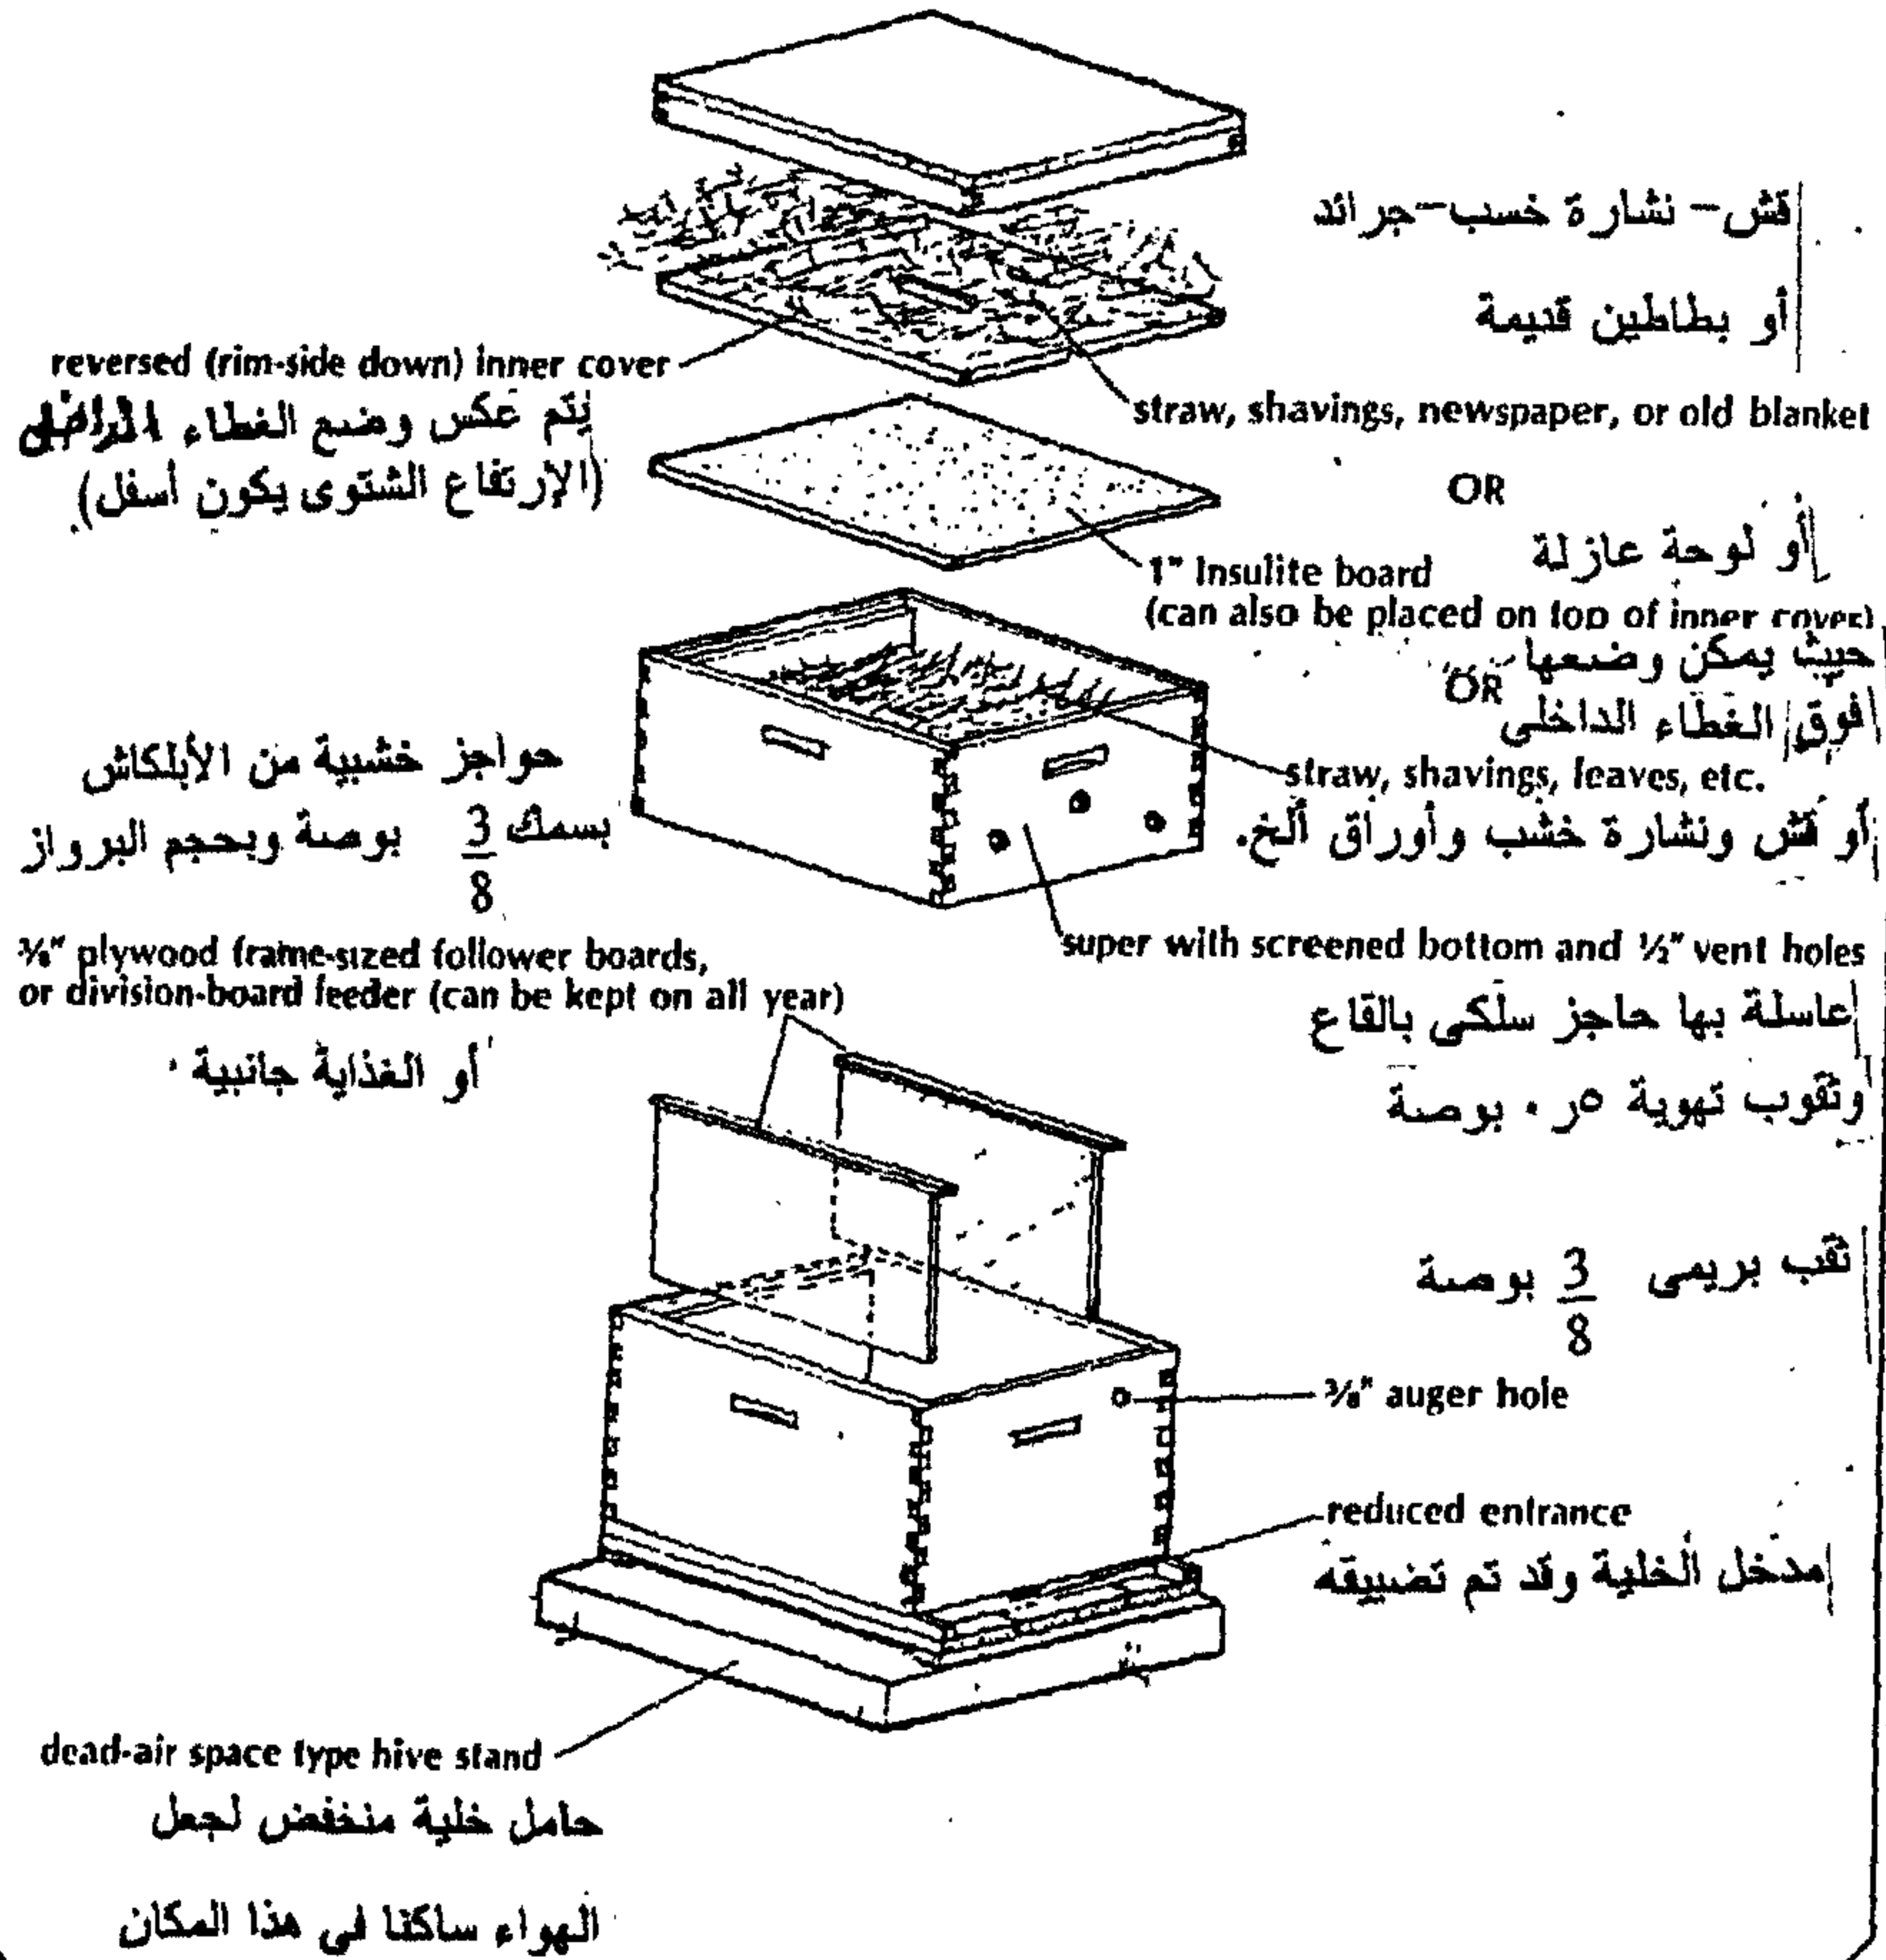 قش- نشارة خسب-جرائد
أو بطاطين قديمة
reversed (rim-side down) inner cover
يتم عكس وضع الغطاء
(الإرتفاع الشتوى يكون أسفل)
straw, shavings, newspaper, or old blanket
OR
أو لوحة عازلة
1" Insulite board
(can also be placed on top of inner cover)
حيث يمكن وضعها
OR
فوق الغطاء الداخلى
straw, shavings, leaves, etc.
أو قش ونشارة خشب وأوراق ألخ.
حواجز خشبية من الأبلكاش
بسمك 3/8 بوصة وبحجم البرواز
⅜" plywood frame-sized follower boards,
or division-board feeder (can be kept on all year)
أو الغذاية جانبية
super with screened bottom and ½" vent holes
عاسلة بها حاجز سلكى بالقاع
وثقوب تهوية ٥ر٠ بوصة
ثقب بريمى 3/8 بوصة
⅜" auger hole
reduced entrance
مدخل الخلية وقد تم تضييقه
dead-air space type hive stand
حامل خلية منخفض لجعل
الهواء ساكنا فى هذا المكان